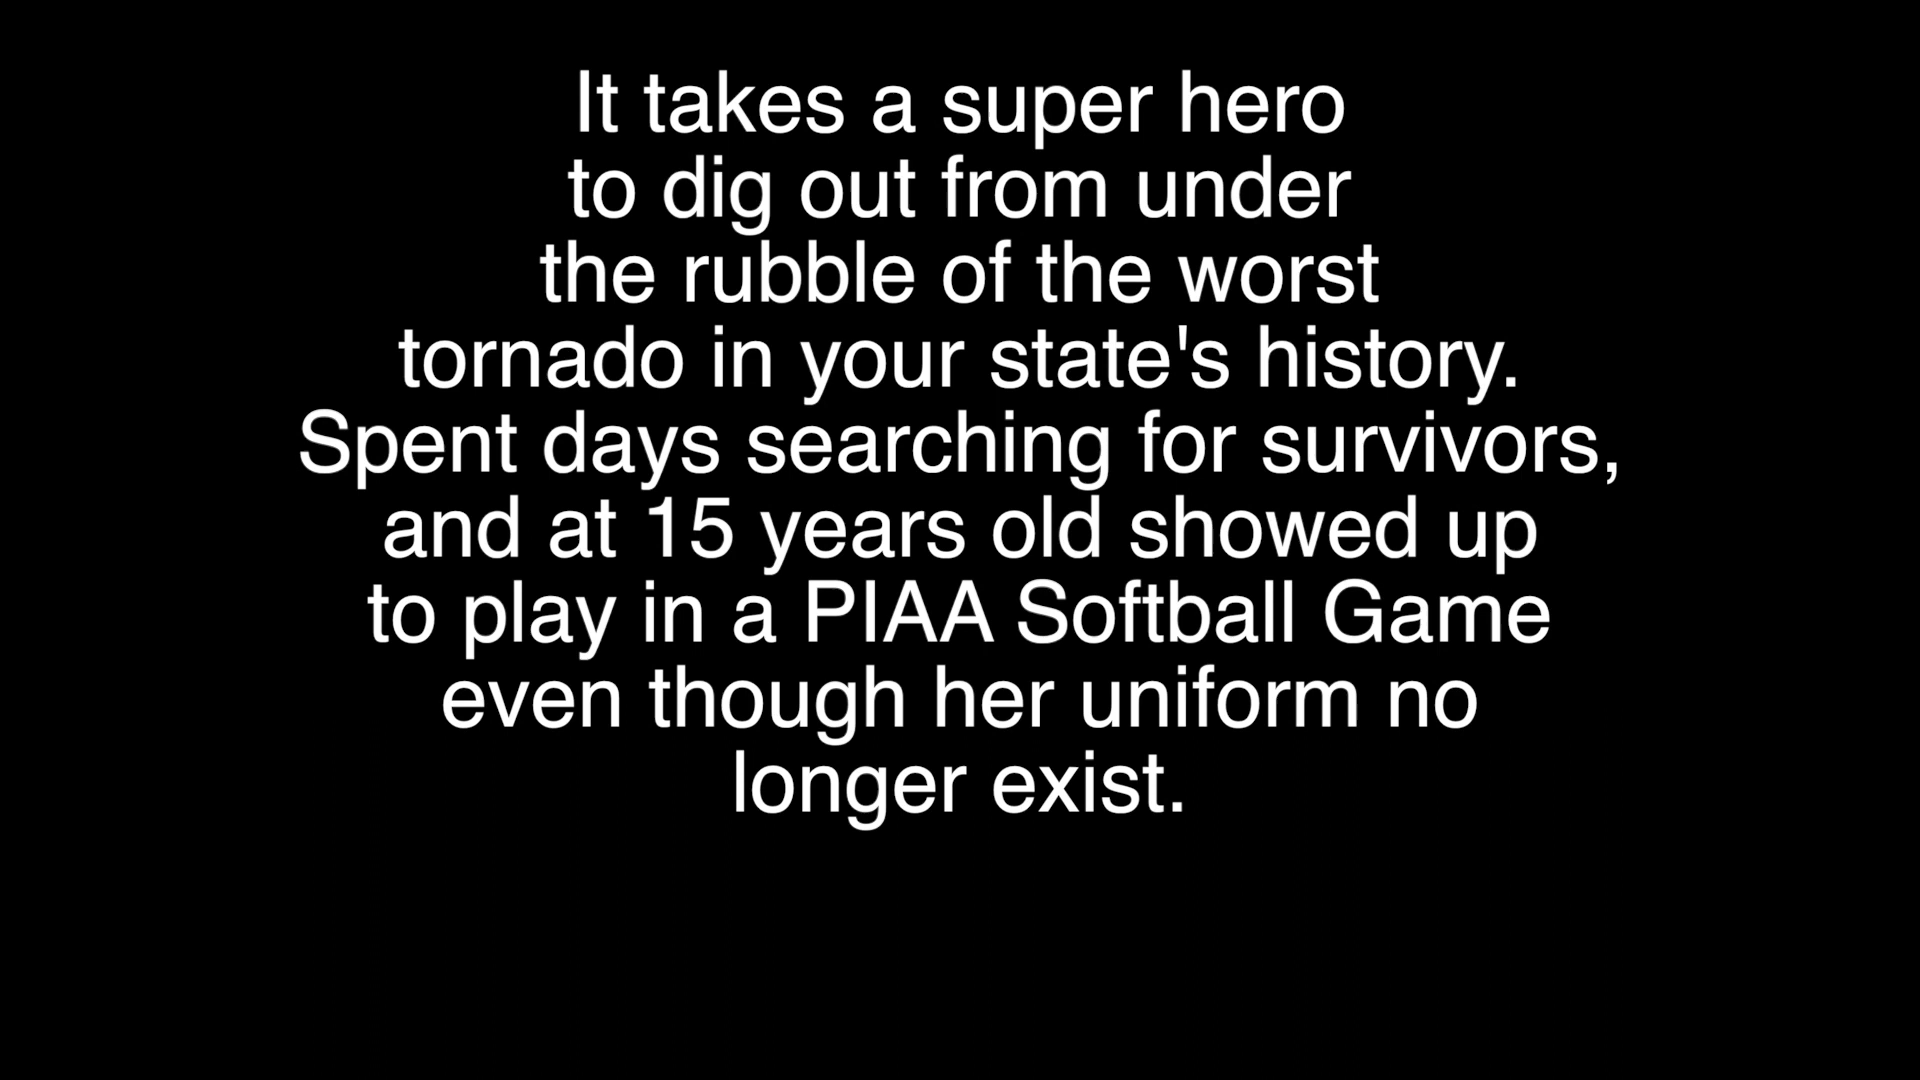 It takes a super hero
to dig out from under
the rubble of the worst
tornado in your state's history.
Spent days searching for survivors,
and at 15 years old showed up
to play in a PIAA Softball Game
even though her uniform no
longer exist.